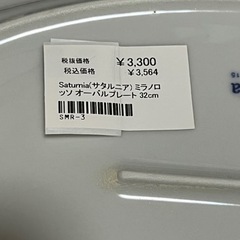 税抜価格 ￥3,300
税込価格 ￥3,564
Saturnia(サタルニア) ミラノロ
ッソ オーバルプレート 32cm
SMR-3